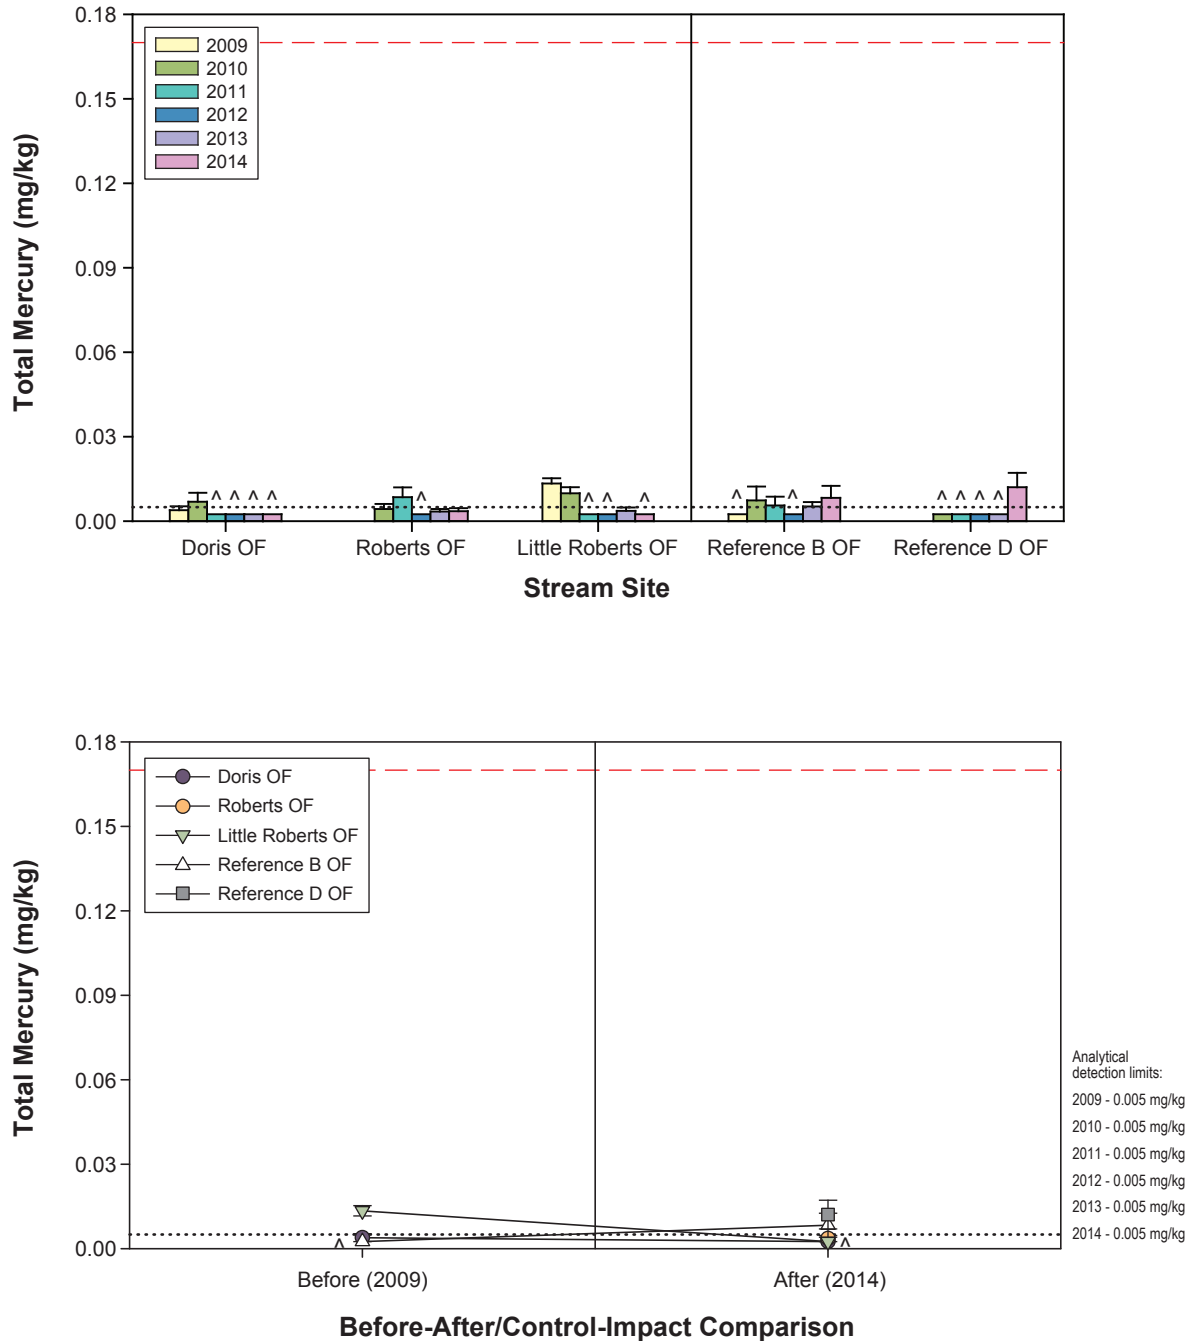 0.18
0.15
0.12
0.09
0.06
0.03
0.00
Total Mercury (mg/kg)
2009
2010
2011
2012
2013
2014
^ ^ ^ ^ ^ ^ ^ ^ ^ ^ ^ ^ ^ ^
Doris OF
Roberts OF
Little Roberts OF
Reference B OF
Reference D OF
Stream Site
0.18
0.15
0.12
0.09
0.06
0.03
0.00
Total Mercury (mg/kg)
Doris OF
Roberts OF
Little Roberts OF
Reference B OF
Reference D OF
^ ^
Before (2009)
After (2014)
Before-After/Control-Impact Comparison
Analytical
detection limits:
2009 - 0.005 mg/kg
2010 - 0.005 mg/kg
2011 - 0.005 mg/kg
2012 - 0.005 mg/kg
2013 - 0.005 mg/kg
2014 - 0.005 mg/kg